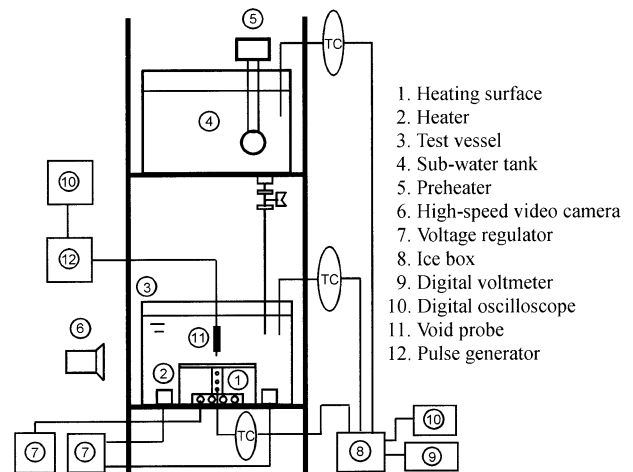 ⑤
TC
④
⑩
⑫
③
TC
⑪
⑥
②
①
⑦
⑦
TC
⑧
⑩
⑨
1. Heating surface
2. Heater
3. Test vessel
4. Sub-water tank
5. Preheater
6. High-speed video camera
7. Voltage regulator
8. Ice box
9. Digital voltmeter
10. Digital oscilloscope
11. Void probe
12. Pulse generator